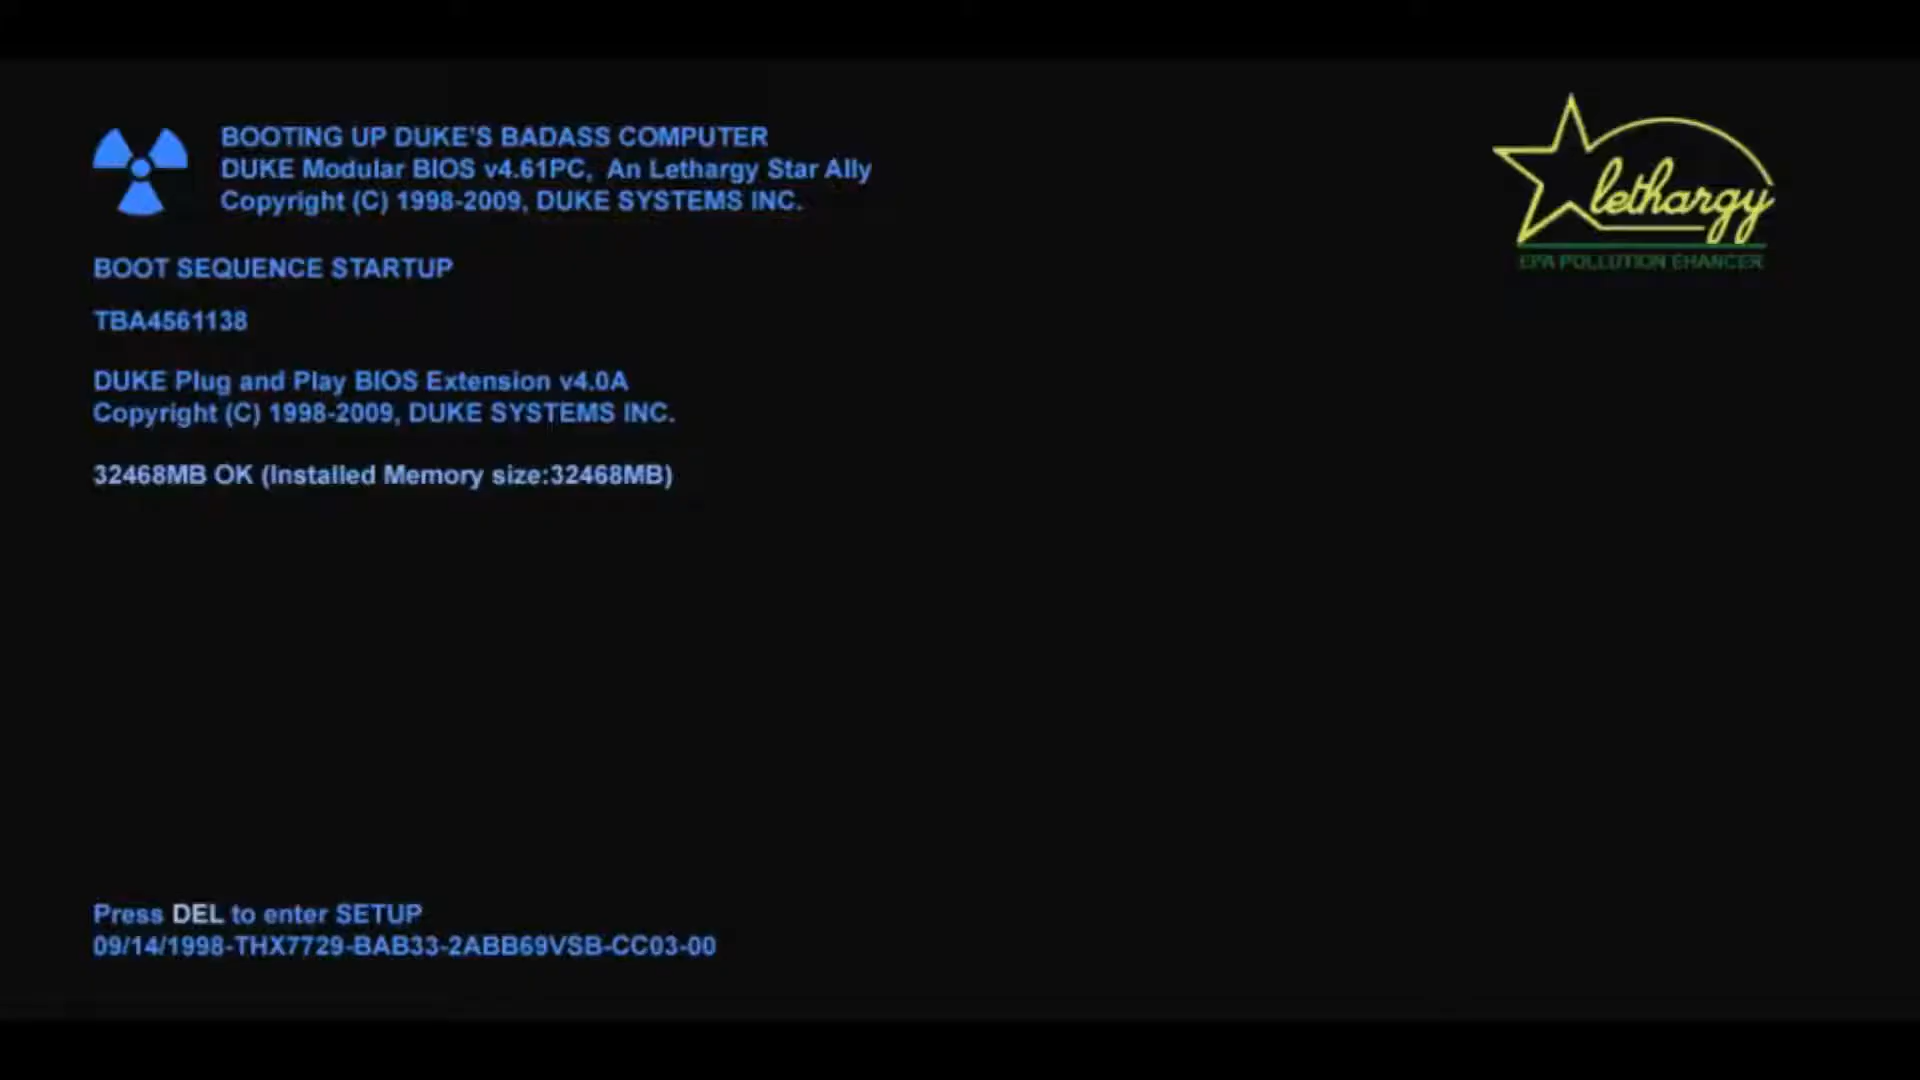 BOOTING UP DUKE'S BADASS COMPUTER
DUKE Modular BIOS v4.61PC, An Lethargy Star Ally
Copyright (C) 1998-2009, DUKE SYSTEMS INC.
lethargy
EPA POLLUTION EHANCER
BOOT SEQUENCE STARTUP
TBA4561138
DUKE Plug and Play BIOS Extension v4.0A
Copyright (C) 1998-2009, DUKE SYSTEMS INC.
32468MB OK (Installed Memory size:32468MB)
Press DEL to enter SETUP
09/14/1998-THX7729-BAB33-2ABB69VSB-CC03-00